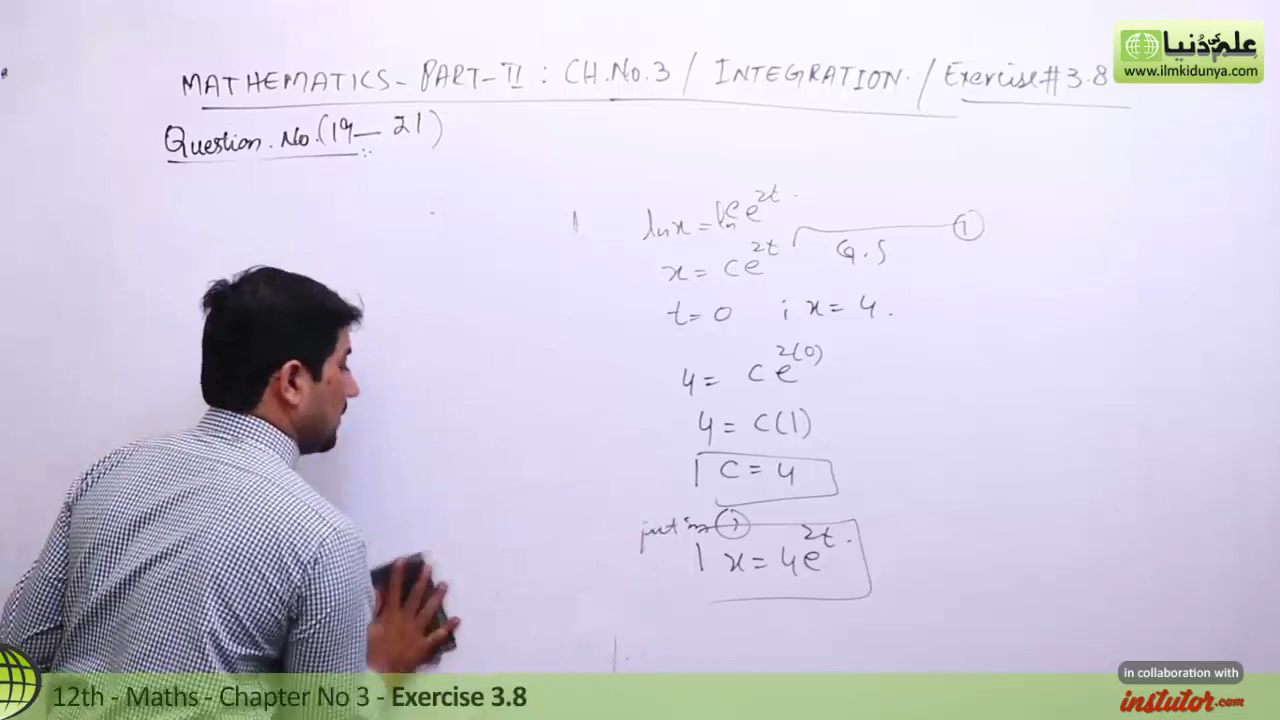 علم کی دنیا
www.ilmkidunya.com
MATHEMATICS - PART-II : CH.No.3 / INTEGRATION. / Exercise # 3.8
Question. No. (19 — 21)
ln x = ln c e^2t
x = c e^2t G.S 1
t = 0 ; x = 4.
4 = c e^2(0)
4 = c(1)
c = 4
put in 1
x = 4e^2t.
in collaboration with
instutor.com
12th - Maths - Chapter No 3 - Exercise 3.8